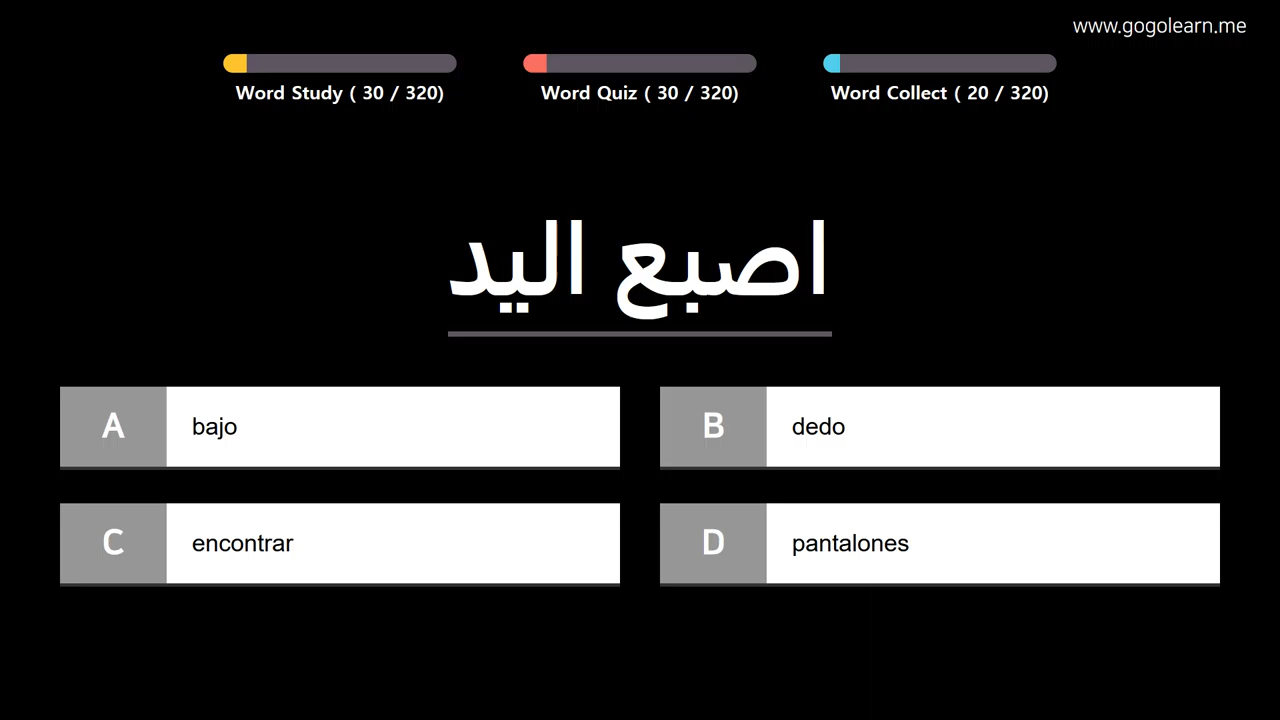 www.gogolearn.me
Word Study ( 30 / 320)
Word Quiz ( 30 / 320)
Word Collect ( 20 / 320)
اصبع اليد
A bajo
B dedo
C encontrar
D pantalones